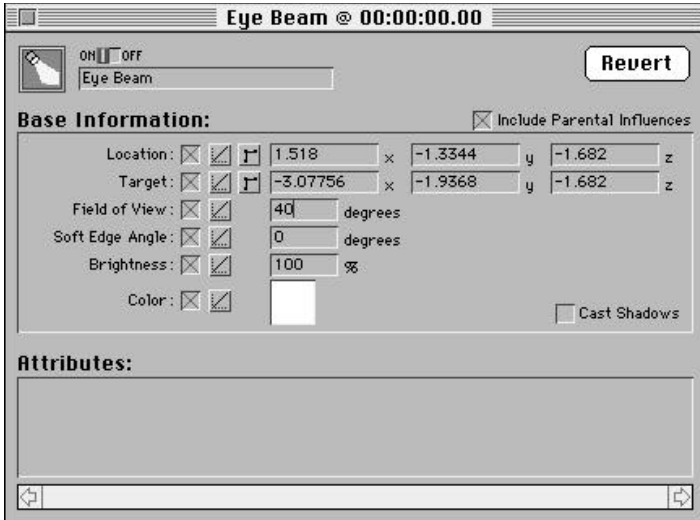 Eye Beam @ 00:00:00.00
ON OFF
Eye Beam
Revert
Base Information:
Include Parental Influences
Location: 1.518 x -1.3344 y -1.682 z
Target: -3.07756 x -1.9368 y -1.682 z
Field of View: 40 degrees
Soft Edge Angle: 0 degrees
Brightness: 100 %
Color:
Cast Shadows
Attributes: